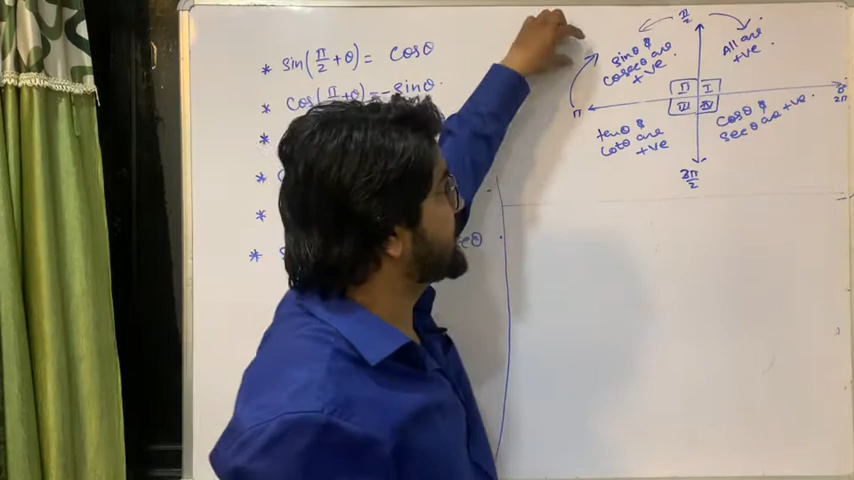 * sin(π/2 + θ) = cosθ
* cos(π/2 + θ) = -sinθ.
*
*
*
*
π/2
sinθ &
cosecθ are
+ve.
All are
+ve.
II I
III IV
π
0
2π
tanθ &
cotθ are
+ve
cosθ &
secθ are +ve.
3π/2